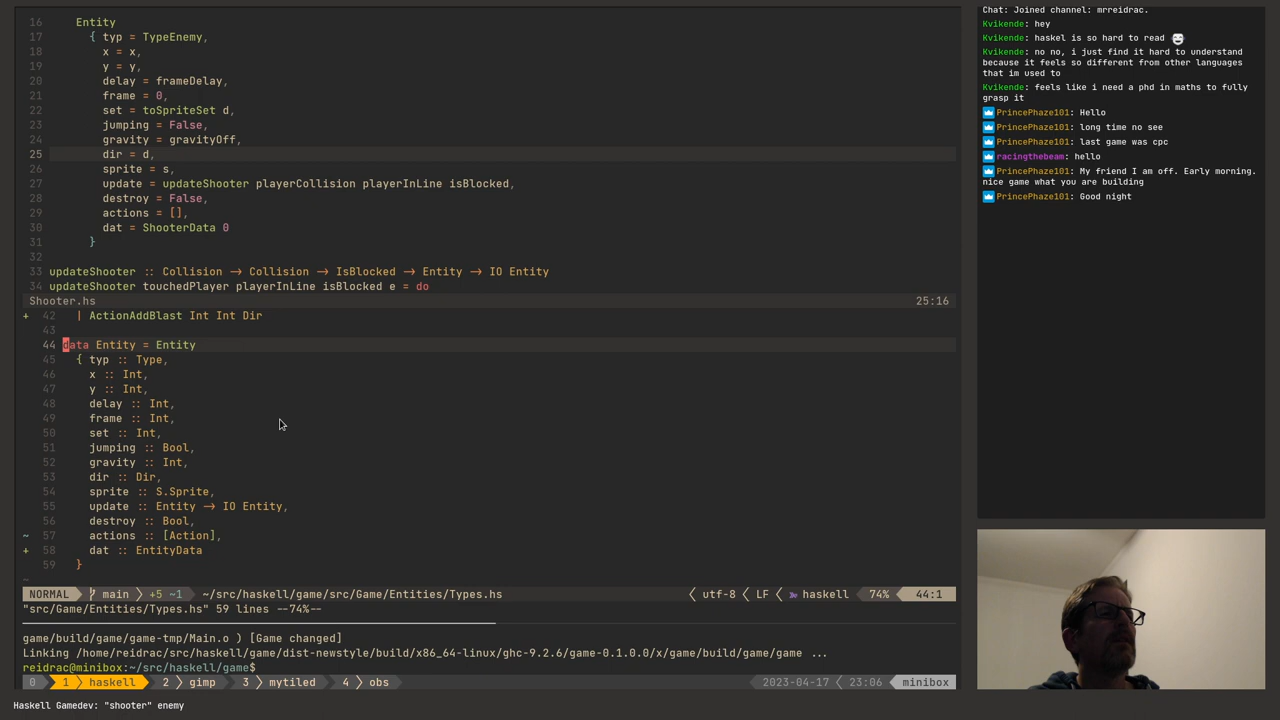 16 Entity
17 { typ = TypeEnemy,
18 x = x,
19 y = y,
20 delay = frameDelay,
21 frame = 0,
22 set = toSpriteSet d,
23 jumping = False,
24 gravity = gravityOff,
25 dir = d,
26 sprite = s,
27 update = updateShooter playerCollision playerInLine isBlocked,
28 destroy = False,
29 actions = [],
30 dat = ShooterData 0
31 }
32
33 updateShooter :: Collision -> Collision -> IsBlocked -> Entity -> IO Entity
34 updateShooter touchedPlayer playerInLine isBlocked e = do
Shooter.hs 25:16
+ 42 | ActionAddBlast Int Int Dir
43
44 data Entity = Entity
45 { typ :: Type,
46 x :: Int,
47 y :: Int,
48 delay :: Int,
49 frame :: Int,
50 set :: Int,
51 jumping :: Bool,
52 gravity :: Int,
53 dir :: Dir,
54 sprite :: S.Sprite,
55 update :: Entity -> IO Entity,
56 destroy :: Bool,
~ 57 actions :: [Action],
+ 58 dat :: EntityData
59 }
~
NORMAL main +5 ~1 ~/src/haskell/game/src/Game/Entities/Types.hs utf-8 LF haskell 74% 44:1
"src/Game/Entities/Types.hs" 59 lines --74%--
game/build/game/game-tmp/Main.o ) [Game changed]
Linking /home/reidrac/src/haskell/game/dist-newstyle/build/x86_64-linux/ghc-9.2.6/game-0.1.0.0/x/game/build/game/game ...
reidrac@minibox:~/src/haskell/game$
0 1 haskell 2 gimp 3 mytiled 4 obs 2023-04-17 23:06 minibox
Haskell Gamedev: "shooter" enemy
Chat: Joined channel: mrreidrac.
Kvikende: hey
Kvikende: haskel is so hard to read
Kvikende: no no, i just find it hard to understand
because it feels so different from other languages
that im used to
Kvikende: feels like i need a phd in maths to fully
grasp it
PrincePhaze101: Hello
PrincePhaze101: long time no see
PrincePhaze101: last game was cpc
racingthebeam: hello
PrincePhaze101: My friend I am off. Early morning.
nice game what you are building
PrincePhaze101: Good night